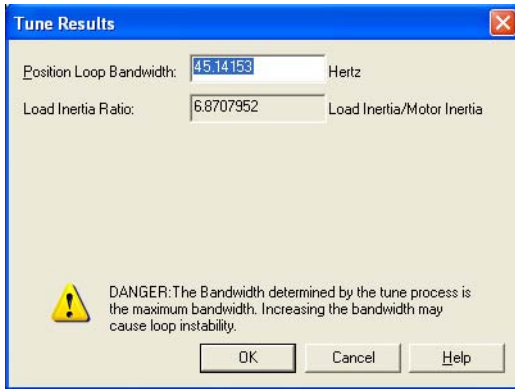 Tune Results
Position Loop Bandwidth: 45.14153 Hertz
Load Inertia Ratio: 6.8707952 Load Inertia/Motor Inertia
DANGER:The Bandwidth determined by the tune process is
the maximum bandwidth. Increasing the bandwidth may
cause loop instability.
OK Cancel Help